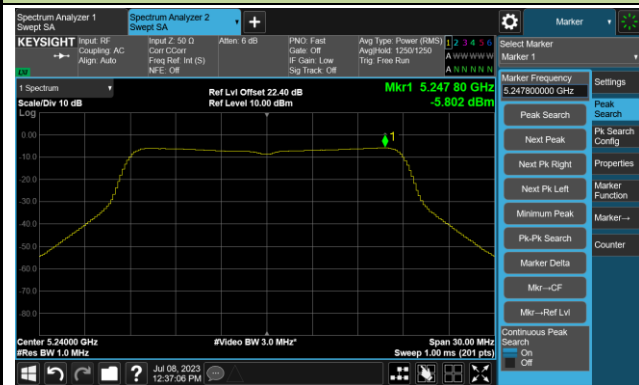 Spectrum Analyzer 1
Swept SA
Spectrum Analyzer 2
Swept SA
+
Marker
KEYSIGHT
Input: RF
Coupling: AC
Align: Auto
Input Z: 50 Ω
Corr CCorr
Freq Ref: Int (S)
NFE: Off
Atten: 6 dB
PNO: Fast
Gate: Off
IF Gain: Low
Sig Track: Off
Avg Type: Power (RMS)
Avg|Hold: 1250/1250
Trig: Free Run
1 2 3 4 5 6
A W W W W W
A N N N N N
LXI
Select Marker
Marker 1
1 Spectrum
Scale/Div 10 dB
Log
Ref Lvl Offset 22.40 dB
Ref Level 10.00 dBm
Mkr1 5.247 80 GHz
-5.802 dBm
1
0.00
-10.0
-20.0
-30.0
-40.0
-50.0
-60.0
-70.0
-80.0
Center 5.24000 GHz
#Res BW 1.0 MHz
#Video BW 3.0 MHz*
Span 30.00 MHz
Sweep 1.00 ms (201 pts)
Marker Frequency
5.247800000 GHz
Peak Search
Next Peak
Next Pk Right
Next Pk Left
Minimum Peak
Pk-Pk Search
Marker Delta
Mkr→CF
Mkr→Ref Lvl
Continuous Peak
Search
On
Off
Settings
Peak
Search
Pk Search
Config
Properties
Marker
Function
Marker→
Counter
?
Jul 08, 2023
12:37:06 PM